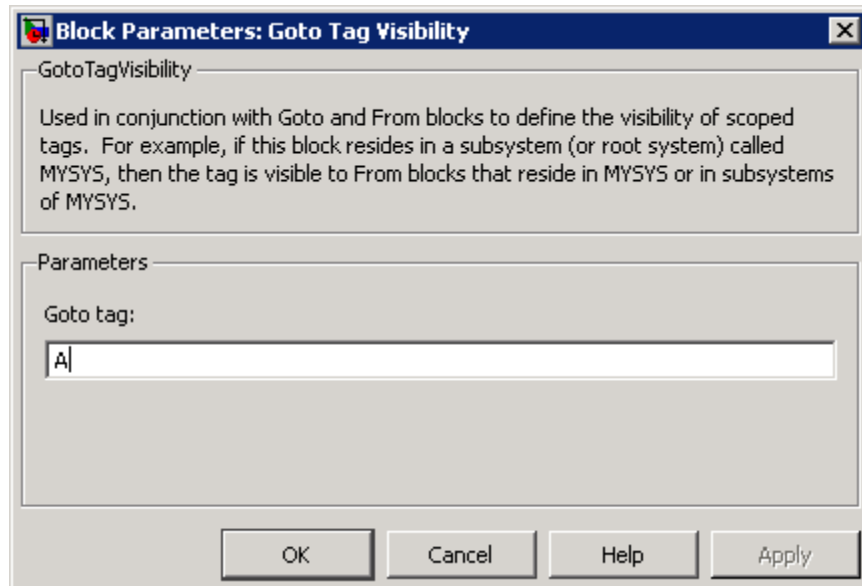 Block Parameters: Goto Tag Visibility
GotoTagVisibility
Used in conjunction with Goto and From blocks to define the visibility of scoped
tags.  For example, if this block resides in a subsystem (or root system) called
MYSYS, then the tag is visible to From blocks that reside in MYSYS or in subsystems
of MYSYS.
Parameters
Goto tag:
A
OK Cancel Help Apply